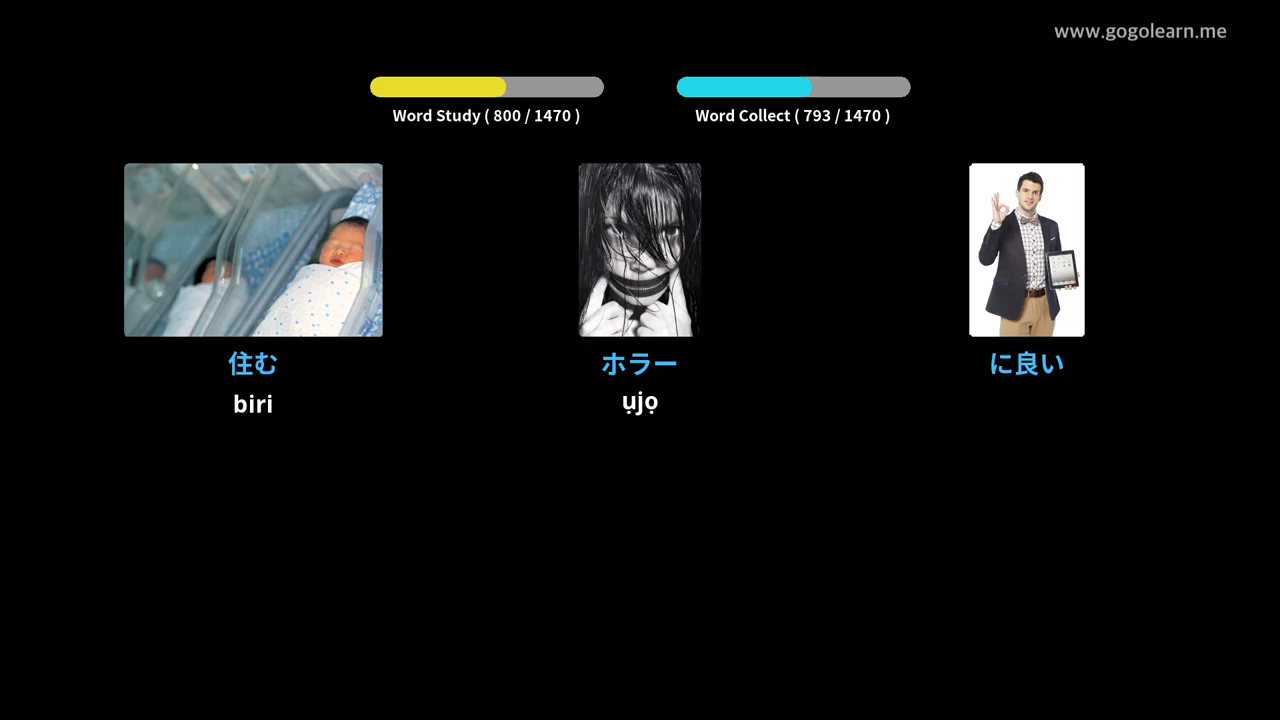 www.gogolearn.me
Word Study ( 800 / 1470 )
Word Collect ( 793 / 1470 )
住む
ホラー
に良い
biri
ụjọ